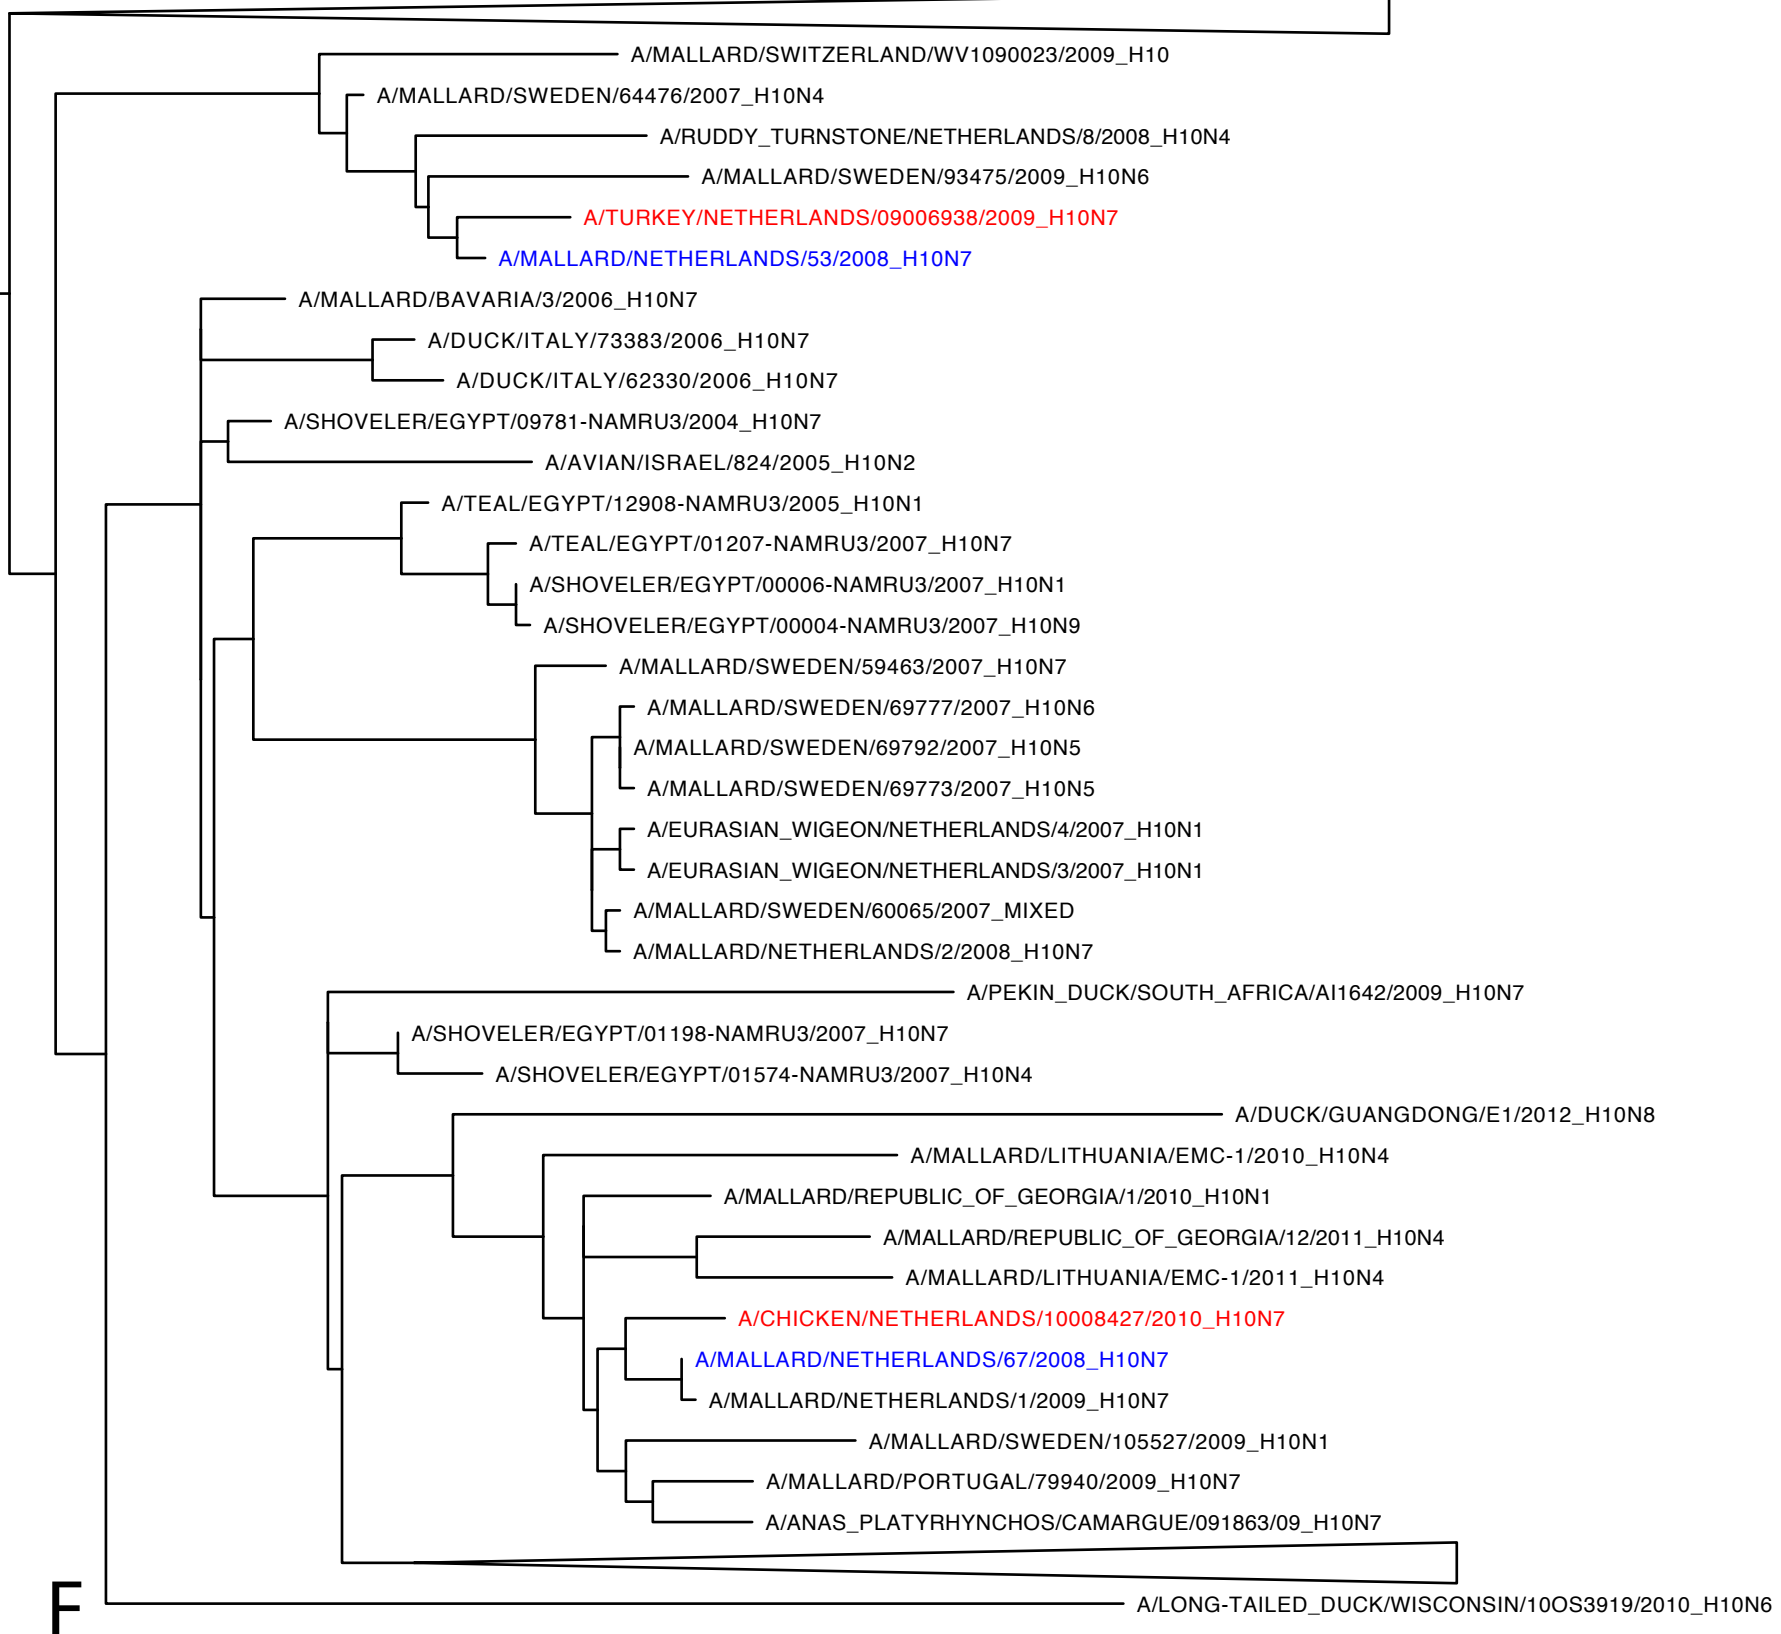 A/MALLARD/SWITZERLAND/WV1090023/2009_H10
A/MALLARD/SWEDEN/64476/2007_H10N4
A/RUDDY_TURNSTONE/NETHERLANDS/8/2008_H10N4
A/MALLARD/SWEDEN/93475/2009_H10N6
A/TURKEY/NETHERLANDS/09006938/2009_H10N7
A/MALLARD/NETHERLANDS/53/2008_H10N7
A/MALLARD/BAVARIA/3/2006_H10N7
A/DUCK/ITALY/73383/2006_H10N7
A/DUCK/ITALY/62330/2006_H10N7
A/SHOVELER/EGYPT/09781-NAMRU3/2004_H10N7
A/AVIAN/ISRAEL/824/2005_H10N2
A/TEAL/EGYPT/12908-NAMRU3/2005_H10N1
A/TEAL/EGYPT/01207-NAMRU3/2007_H10N7
A/SHOVELER/EGYPT/00006-NAMRU3/2007_H10N1
A/SHOVELER/EGYPT/00004-NAMRU3/2007_H10N9
A/MALLARD/SWEDEN/59463/2007_H10N7
A/MALLARD/SWEDEN/69777/2007_H10N6
A/MALLARD/SWEDEN/69792/2007_H10N5
A/MALLARD/SWEDEN/69773/2007_H10N5
A/EURASIAN_WIGEON/NETHERLANDS/4/2007_H10N1
A/EURASIAN_WIGEON/NETHERLANDS/3/2007_H10N1
A/MALLARD/SWEDEN/60065/2007_MIXED
A/MALLARD/NETHERLANDS/2/2008_H10N7
A/PEKIN_DUCK/SOUTH_AFRICA/AI1642/2009_H10N7
A/SHOVELER/EGYPT/01198-NAMRU3/2007_H10N7
A/SHOVELER/EGYPT/01574-NAMRU3/2007_H10N4
A/DUCK/GUANGDONG/E1/2012_H10N8
A/MALLARD/LITHUANIA/EMC-1/2010_H10N4
A/MALLARD/REPUBLIC_OF_GEORGIA/1/2010_H10N1
A/MALLARD/REPUBLIC_OF_GEORGIA/12/2011_H10N4
A/MALLARD/LITHUANIA/EMC-1/2011_H10N4
A/CHICKEN/NETHERLANDS/10008427/2010_H10N7
A/MALLARD/NETHERLANDS/67/2008_H10N7
A/MALLARD/NETHERLANDS/1/2009_H10N7
A/MALLARD/SWEDEN/105527/2009_H10N1
A/MALLARD/PORTUGAL/79940/2009_H10N7
A/ANAS_PLATYRHYNCHOS/CAMARGUE/091863/09_H10N7
F
A/LONG-TAILED_DUCK/WISCONSIN/10OS3919/2010_H10N6